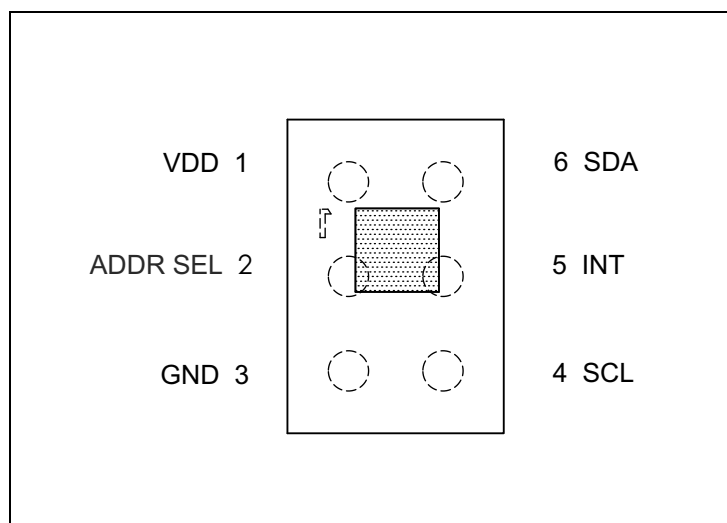 VDD 1
6 SDA
ADDR SEL 2
5 INT
GND 3
4 SCL